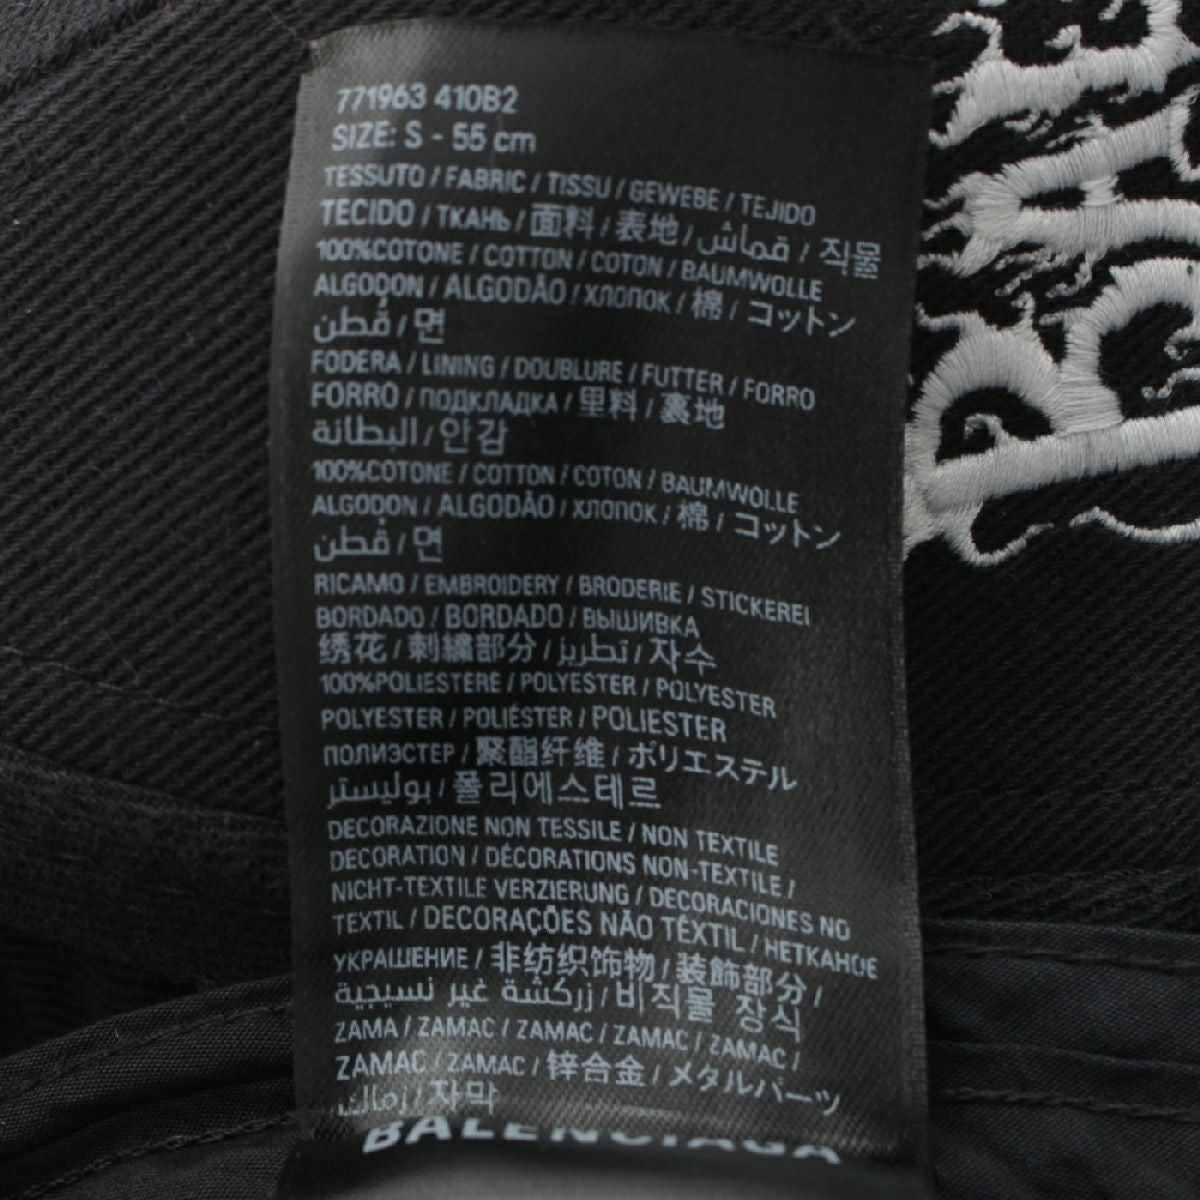 771963 410B2
SIZE: S - 55 cm
TESSUTO / FABRIC / TISSU / GEWEBE / TEJIDO
TECIDO / ТКАНЬ / 面料 / 表地 / قماش / 직물
100%COTONE / COTTON / COTON / BAUMWOLLE
ALGODON / ALGODÃO / ХЛОПОК / 棉 / コットン
قطن / 면
FODERA / LINING / DOUBLURE / FUTTER / FORRO
FORRO / ПОДКЛАДКА / 里料 / 裏地
البطانة / 안감
100%COTONE / COTTON / COTON / BAUMWOLLE
ALGODON / ALGODÃO / ХЛОПОК / 棉 / コットン
قطن / 면
RICAMO / EMBROIDERY / BRODERIE / STICKEREI
BORDADO / BORDADO / ВЫШИВКА
绣花 / 刺繍部分 / تطريز / 자수
100%POLIESTERE / POLYESTER / POLYESTER
POLYESTER / POLIÉSTER / POLIESTER
ПОЛИЭСТЕР / 聚酯纤维 / ポリエステル
بوليستر / 폴리에스테르
DECORAZIONE NON TESSILE / NON TEXTILE
DECORATION / DÉCORATIONS NON-TEXTILE /
NICHT-TEXTILE VERZIERUNG / DECORACIONES NO
TEXTIL / DECORAÇÕES NÃO TÊXTIL / НЕТКАНОЕ
УКРАШЕНИЕ / 非纺织饰物 / 装飾部分 /
زركشة غير نسيجية / 비직물 장식
ZAMA / ZAMAC / ZAMAC / ZAMAC / ZAMAC /
ZAMAC / ZAMAC / 锌合金 / メタルパーツ
زاماك / 자막
BALENCIAGA